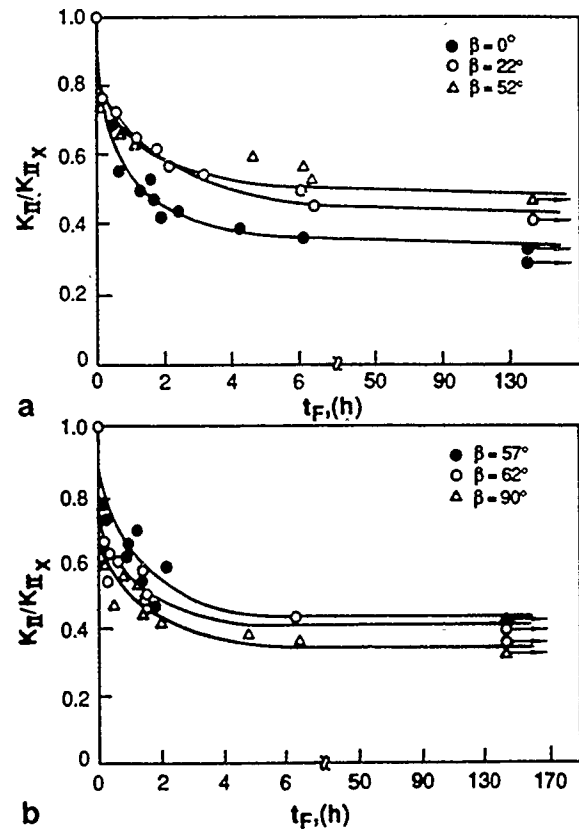 1.0
0.8
0.6
0.4
0.2
0
K_II/K_II_X
● β = 0°
○ β = 22°
△ β = 52°
0 2 4 6 50 90 130
t_F,(h)
a
1.0
0.8
0.6
0.4
0.2
0
K_II/K_II_X
● β = 57°
○ β = 62°
△ β = 90°
0 2 4 6 50 90 130 170
t_F,(h)
b